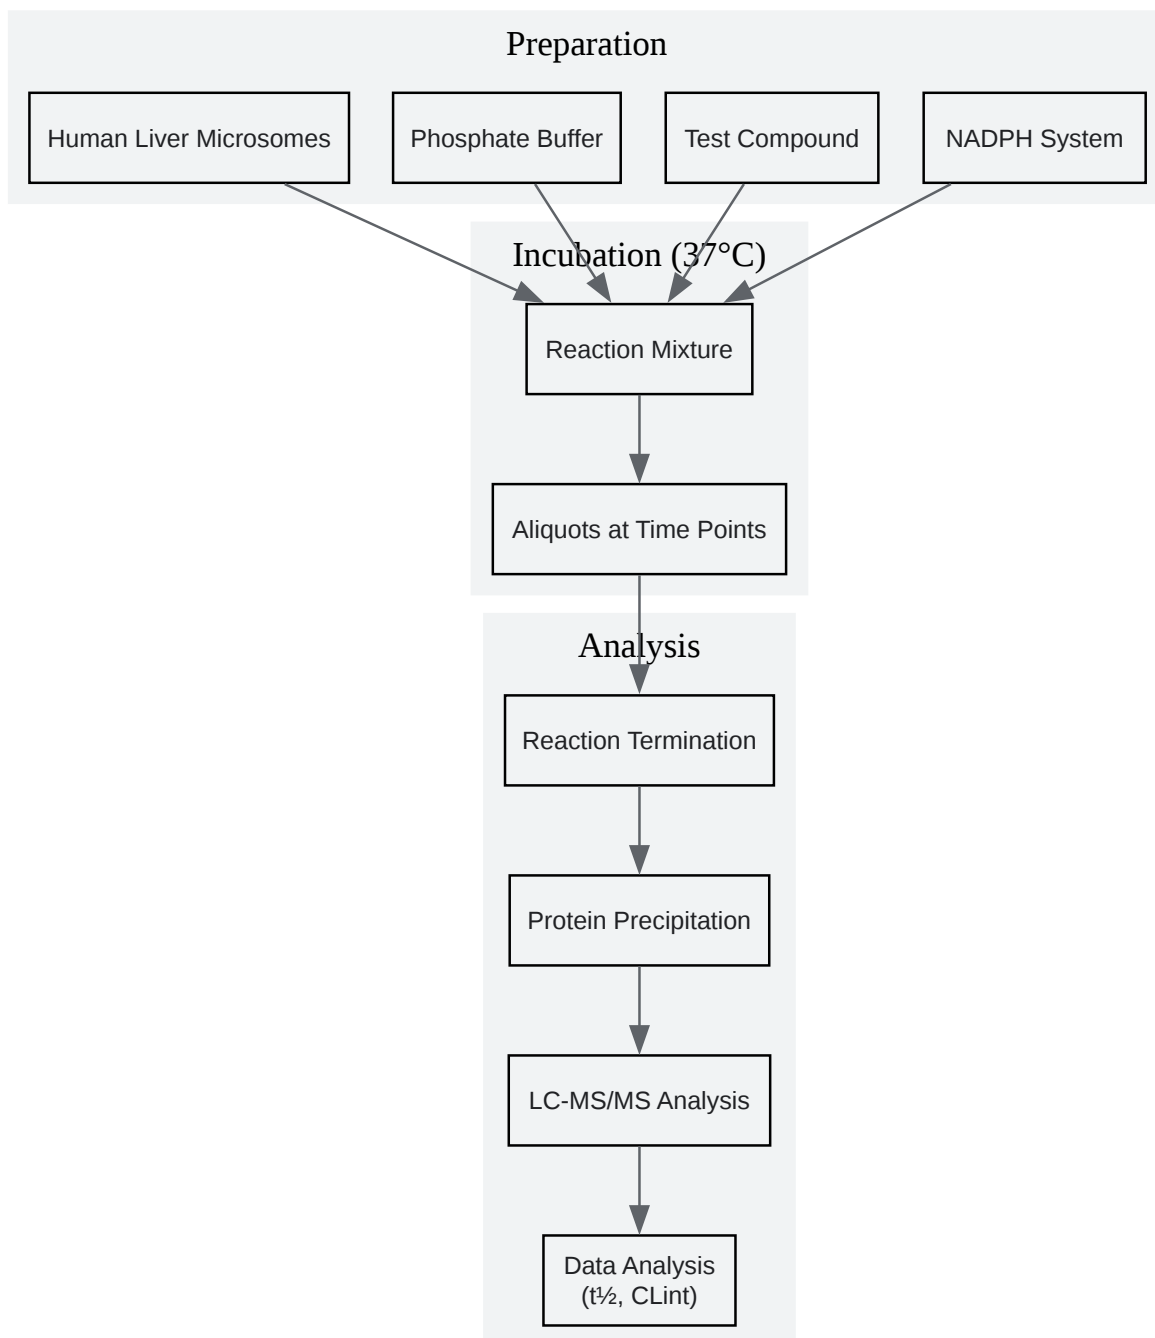 Preparation
Human Liver Microsomes
Phosphate Buffer
Test Compound
NADPH System
Incubation (37°C)
Reaction Mixture
Aliquots at Time Points
Analysis
Reaction Termination
Protein Precipitation
LC-MS/MS Analysis
Data Analysis
(t½, CLint)